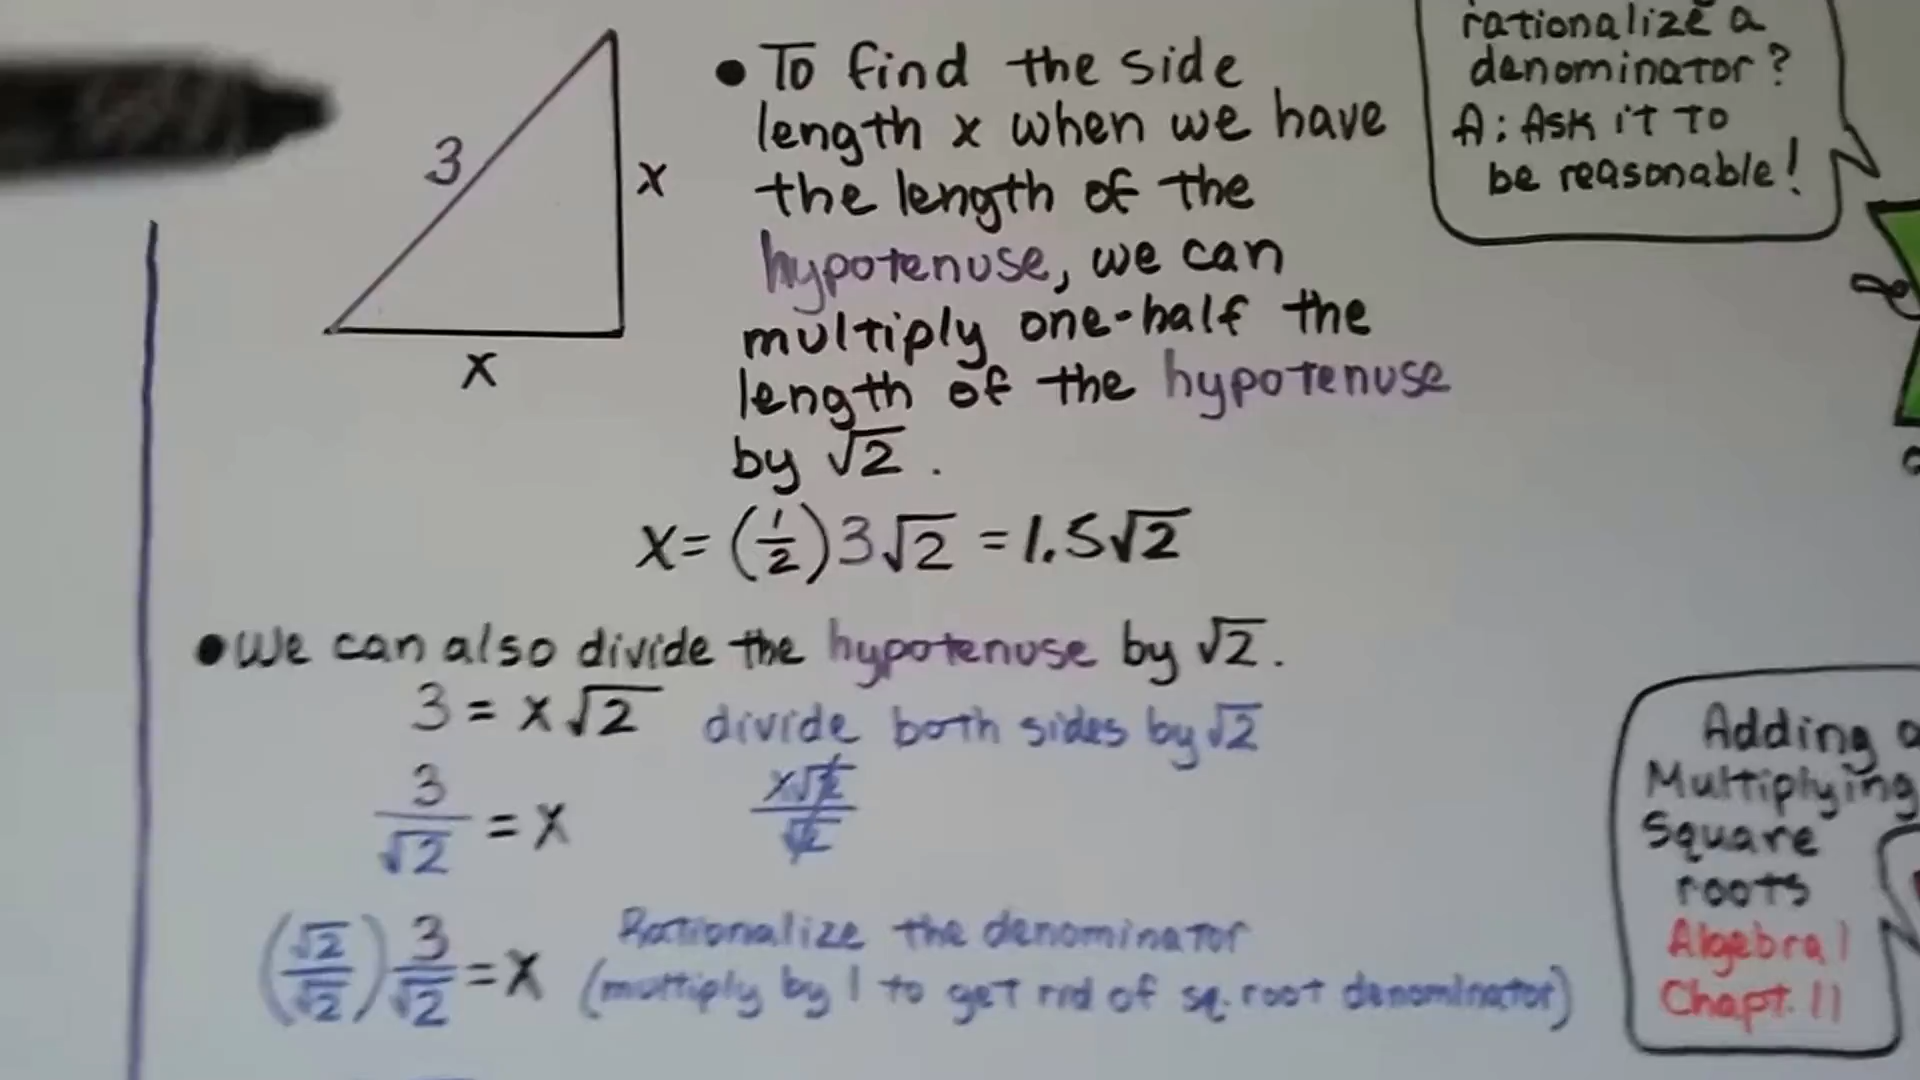 rationalize a
denominator?
A: Ask it to
be reasonable!
3
x
x
• To find the side
length x when we have
the length of the
hypotenuse, we can
multiply one-half the
length of the hypotenuse
by √2.
x = (1/2)3√2 = 1.5√2
• We can also divide the hypotenuse by √2.
3 = x√2 divide both sides by √2
3/√2 = x x√2/√2
(√2/√2) 3/√2 = x Rationalize the denominator
(multiply by 1 to get rid of sq. root denominator)
Adding
Multiplying
Square
roots
Algebra 1
Chapt. 11